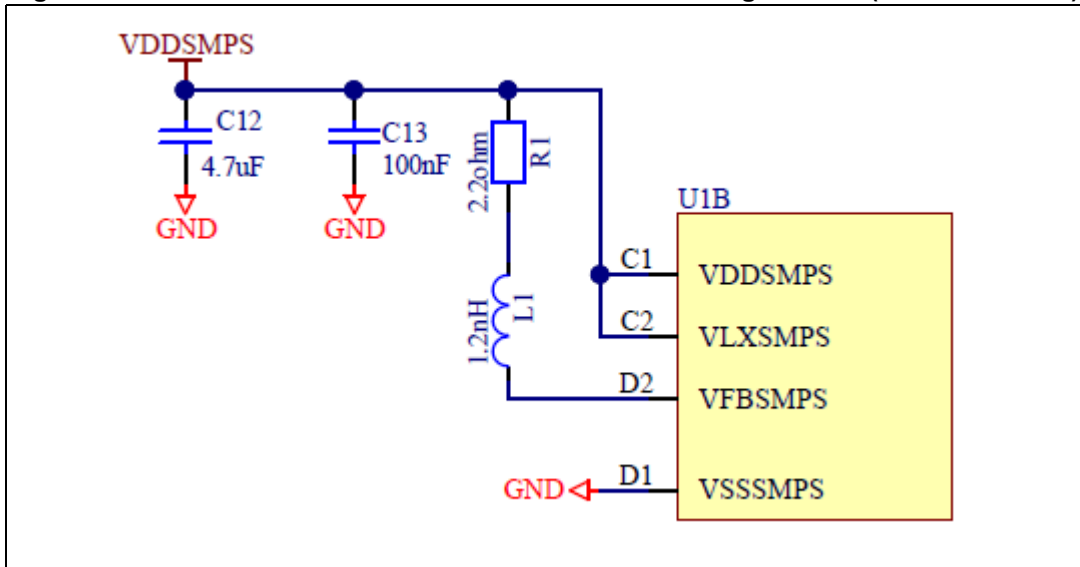 VDDSMPS
C12
4.7uF
GND
C13
100nF
GND
R1
2.2ohm
L1
1.2nH
U1B
C1
VDDSMPS
C2
VLXSMPS
D2
VFBSMPS
GND
D1
VSSSMPS